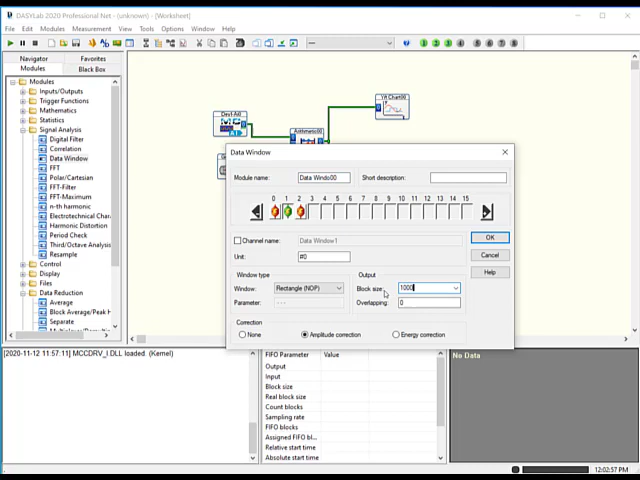 DASYLab 2020 Professional Net - (unknown) - [Worksheet]
File Edit Modules Measurement View Tools Options Window Help
Navigator Favorites
Modules Black Box
Modules
Inputs/Outputs
Trigger Functions
Mathematics
Statistics
Signal Analysis
Digital Filter
Correlation
Data Window
FFT
Polar/Cartesian
FFT-Filter
FFT-Maximum
n-th harmonic
Electrotechnical Char
Harmonic Distortion
Period Check
Third/Octave Analysis
Resample
Control
Display
Files
Data Reduction
Average
Block Average/Peak H
Separate
Dev1-Ai0
Arithmetic00
Y/t Chart00
Data Window
Module name: Data Windo00 Short description:
0 1 2 3 4 5 6 7 8 9 10 11 12 13 14 15
Channel name: Data Window1
Unit: #0
OK
Cancel
Help
Window type Output
Window: Rectangle (NOP) Block size: 1000
Parameter: --- Overlapping: 0
Correction
None Amplitude correction Energy correction
[2020-11-12 11:57:11] MCCDRV_I.DLL loaded. (Kernel)
FIFO Parameter Value
Output
Input
Block size
Real block size
Count blocks
Sampling rate
FIFO blocks
Assigned FIFO bl...
Relative start time
Absolute start time
No Data
12:02:57 PM